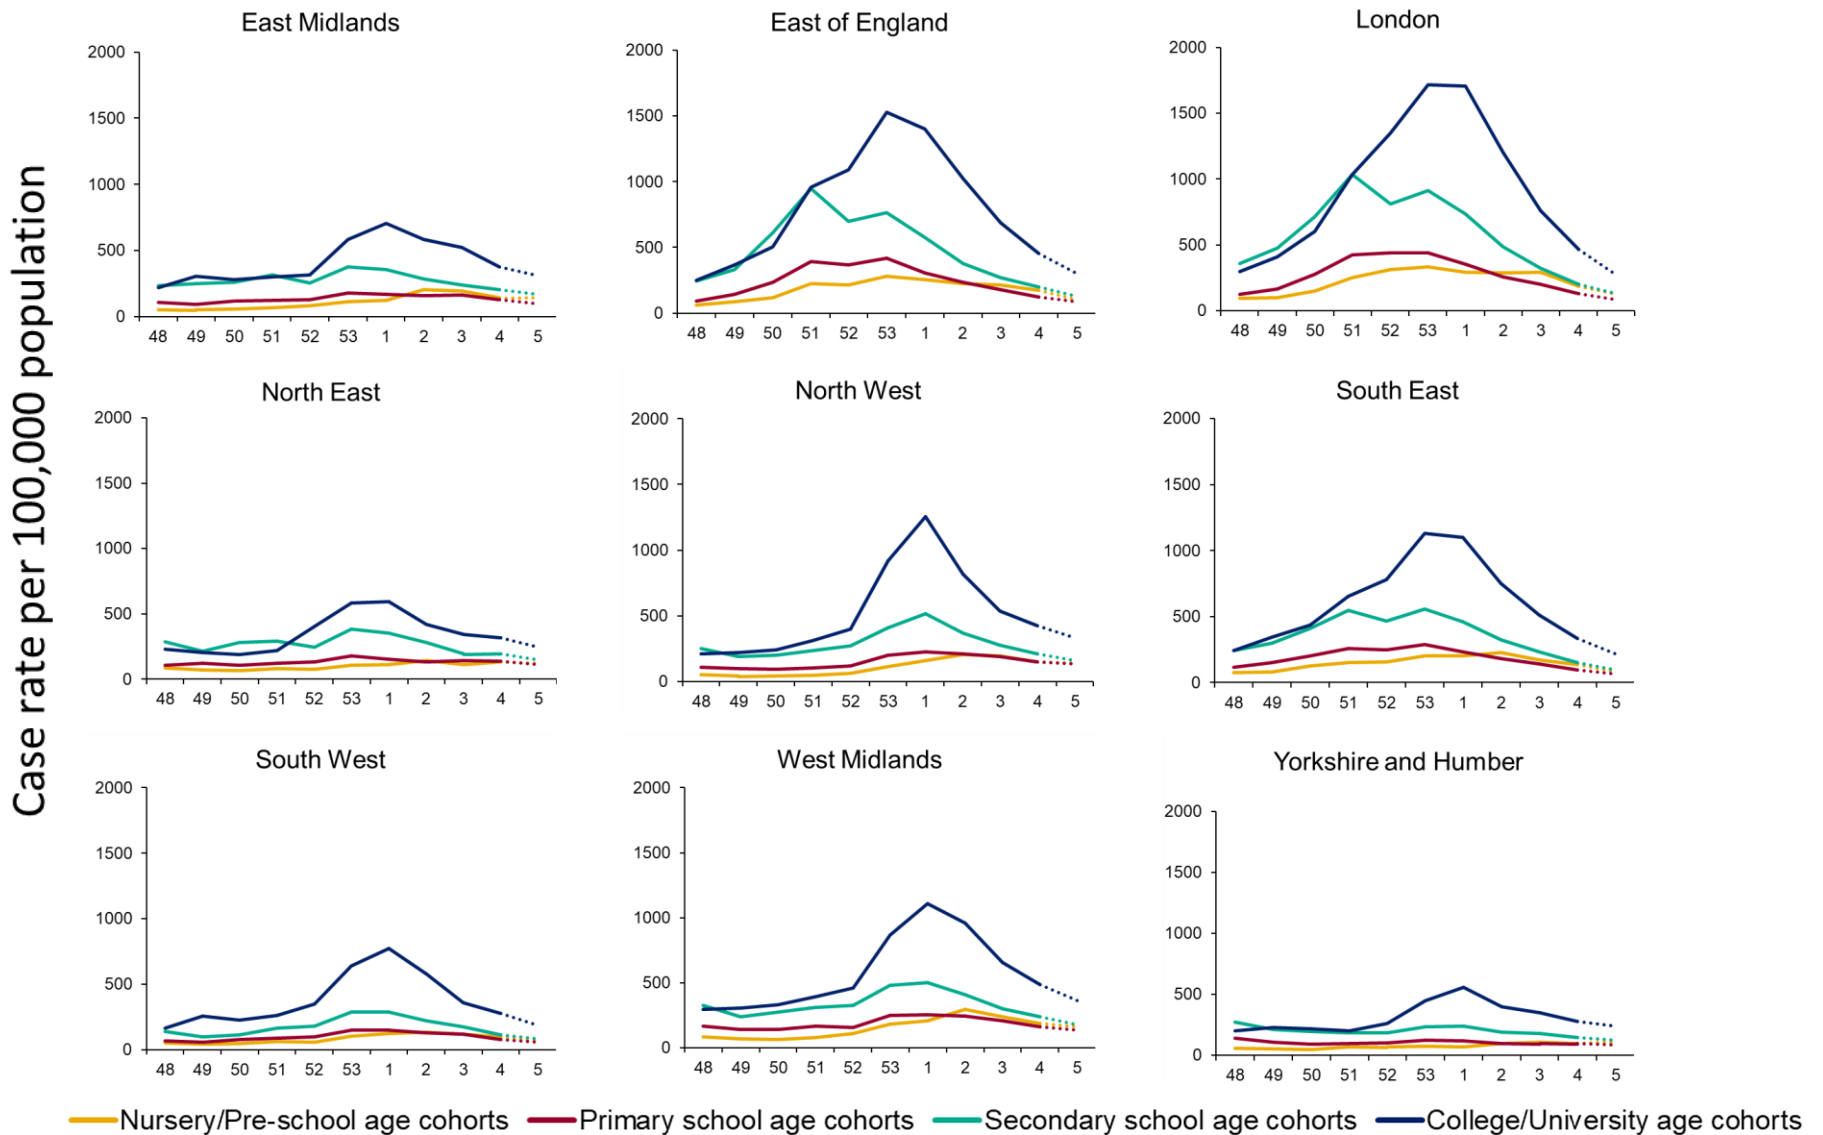 Case rate per 100,000 population
East Midlands
2000
1500
1000
500
0
48 49 50 51 52 53 1 2 3 4 5
East of England
2000
1500
1000
500
0
48 49 50 51 52 53 1 2 3 4 5
London
2000
1500
1000
500
0
48 49 50 51 52 53 1 2 3 4 5
North East
2000
1500
1000
500
0
48 49 50 51 52 53 1 2 3 4 5
North West
2000
1500
1000
500
0
48 49 50 51 52 53 1 2 3 4 5
South East
2000
1500
1000
500
0
48 49 50 51 52 53 1 2 3 4 5
South West
2000
1500
1000
500
0
48 49 50 51 52 53 1 2 3 4 5
West Midlands
2000
1500
1000
500
0
48 49 50 51 52 53 1 2 3 4 5
Yorkshire and Humber
2000
1500
1000
500
0
48 49 50 51 52 53 1 2 3 4 5
Nursery/Pre-school age cohorts Primary school age cohorts Secondary school age cohorts College/University age cohorts